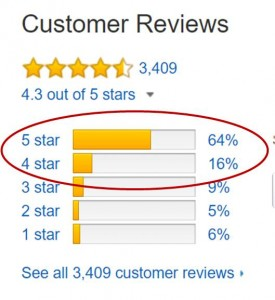 Customer Reviews
3,409
4.3 out of 5 stars
5 star 64%
4 star 16%
3 star 9%
2 star 5%
1 star 6%
See all 3,409 customer reviews ›